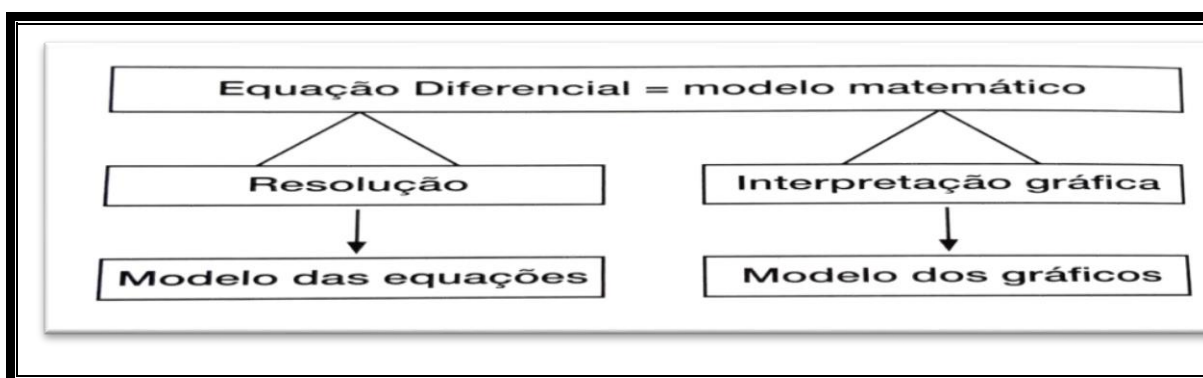 Equação Diferencial = modelo matemático
Resolução
Interpretação gráfica
Modelo das equações
Modelo dos gráficos